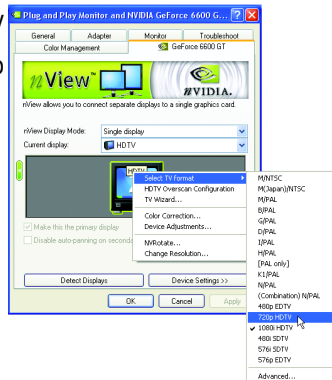 Plug and Play Monitor and NVIDIA GeForce 6600 G...
General Adapter Monitor Troubleshoot
Color Management GeForce 6600 GT
nView™
nVIDIA.
nView allows you to connect separate displays to a single graphics card.
nView Display Mode: Single display
Current display: HDTV
HDTV
Select TV format
HDTV Overscan Configuration
TV Wizard...
Color Correction...
Device Adjustments...
NVRotate...
Change Resolution...
Make this the primary display
Disable auto-panning on seconda
Detect Displays Device Settings >>
OK Cancel Apply
M/NTSC
M(Japan)/NTSC
M/PAL
B/PAL
G/PAL
D/PAL
I/PAL
H/PAL
[PAL only]
K1/PAL
N/PAL
(Combination) N/PAL
480p EDTV
720p HDTV
1080i HDTV
480i SDTV
576i SDTV
576p EDTV
Advanced...